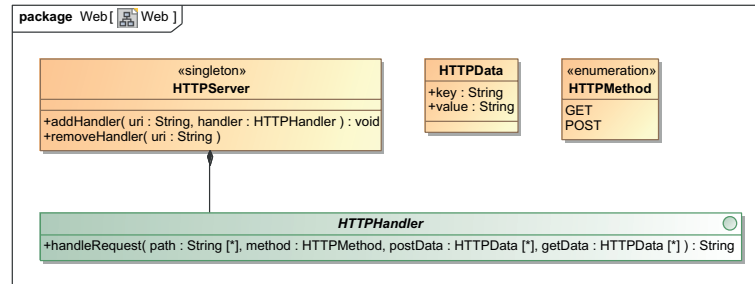 package Web[ Web ]
«singleton»
HTTPServer
+addHandler( uri : String, handler : HTTPHandler ) : void
+removeHandler( uri : String )
HTTPData
+key : String
+value : String
«enumeration»
HTTPMethod
GET
POST
HTTPHandler
+handleRequest( path : String [*], method : HTTPMethod, postData : HTTPData [*], getData : HTTPData [*] ) : String